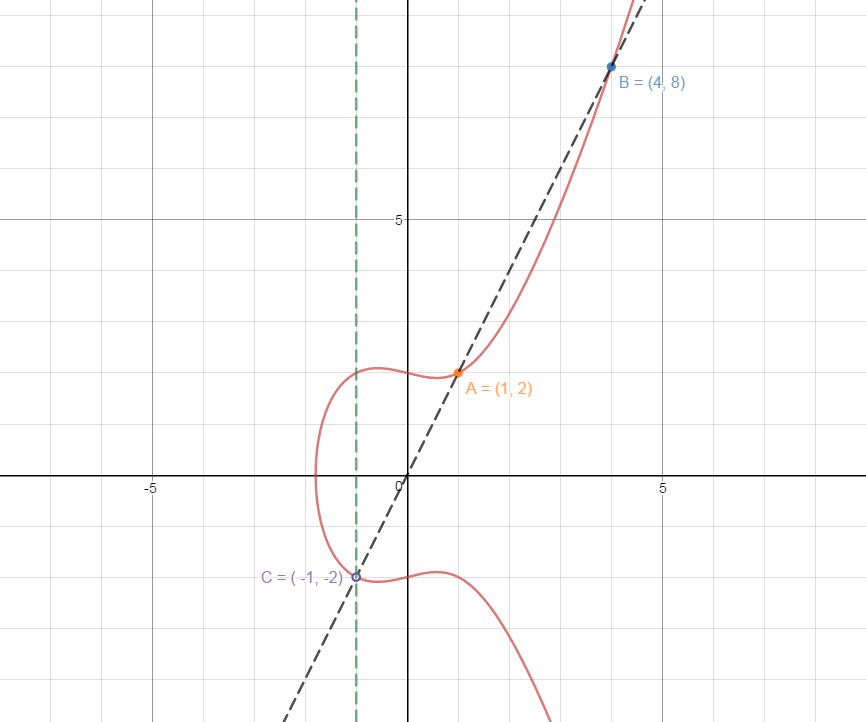 B = (4, 8)
5
A = (1, 2)
-5
0
5
C = ( -1, -2)